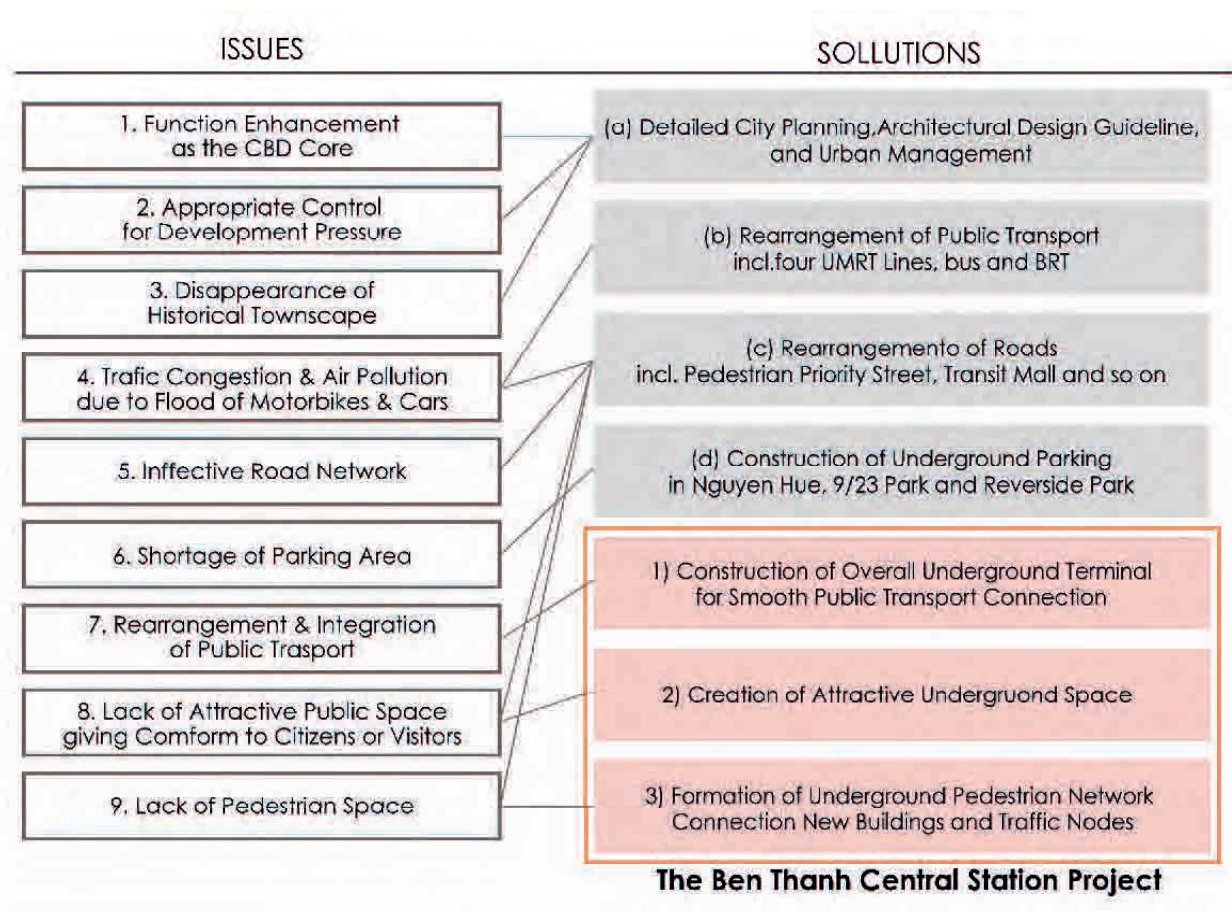 ISSUES
SOLLUTIONS
1. Function Enhancement
as the CBD Core
2. Appropriate Control
for Development Pressure
3. Disappearance of
Historical Townscape
4. Trafic Congestion & Air Pollution
due to Flood of Motorbikes & Cars
5. Inffective Road Network
6. Shortage of Parking Area
7. Rearrangement & Integration
of Public Trasport
8. Lack of Attractive Public Space
giving Comform to Citizens or Visitors
9. Lack of Pedestrian Space
(a) Detailed City Planning,Architectural Design Guideline,
and Urban Management
(b) Rearrangement of Public Transport
incl.four UMRT Lines, bus and BRT
(c) Rearrangemento of Roads
incl. Pedestrian Priority Street, Transit Mall and so on
(d) Construction of Underground Parking
in Nguyen Hue, 9/23 Park and Reverside Park
1) Construction of Overall Underground Terminal
for Smooth Public Transport Connection
2) Creation of Attractive Undergruond Space
3) Formation of Underground Pedestrian Network
Connection New Buildings and Traffic Nodes
The Ben Thanh Central Station Project